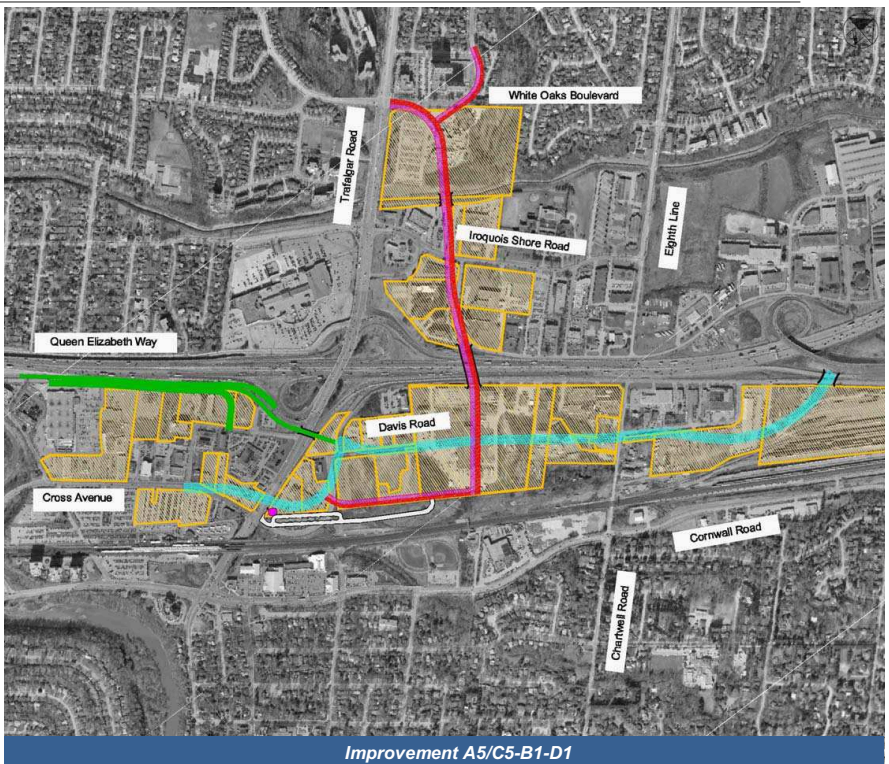 White Oaks Boulevard
Trafalgar Road
Iroquois Shore Road
Eighth Line
Queen Elizabeth Way
Davis Road
Cross Avenue
Cornwall Road
Chartwell Road
Improvement A5/C5-B1-D1